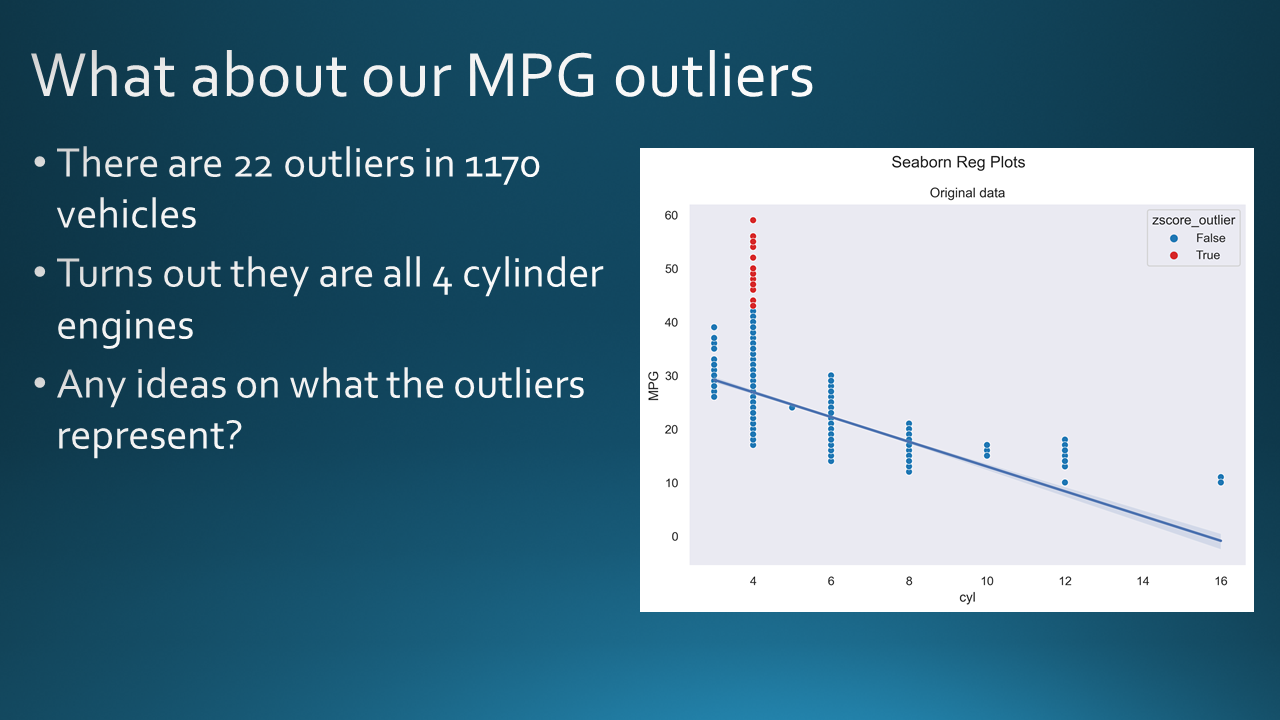 What about our MPG outliers
• There are 22 outliers in 1170
vehicles
• Turns out they are all 4 cylinder
engines
• Any ideas on what the outliers
represent?
Seaborn Reg Plots
Original data
zscore_outlier
False
True
MPG
60
50
40
30
20
10
0
4 6 8 10 12 14 16
cyl